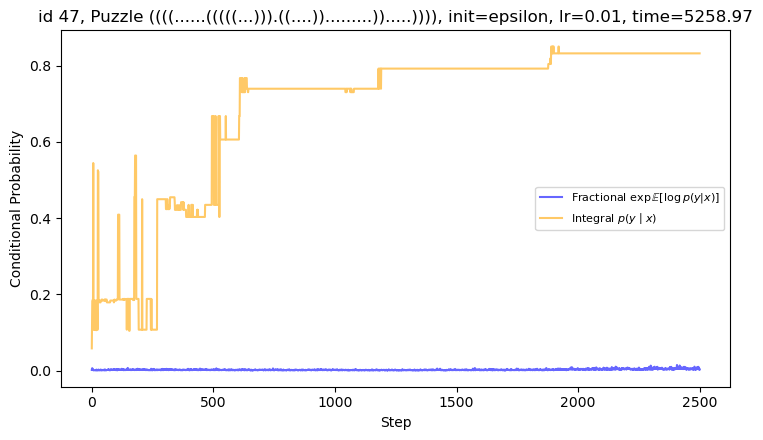 id 47, Puzzle ((((......(((((...))).((....)).........)).....)))), init=epsilon, lr=0.01, time=5258.97
Conditional Probability
0.8
0.6
0.4
0.2
0.0
Fractional exp𝔼[log p(y|x)]
Integral p(y | x)
0 500 1000 1500 2000 2500
Step